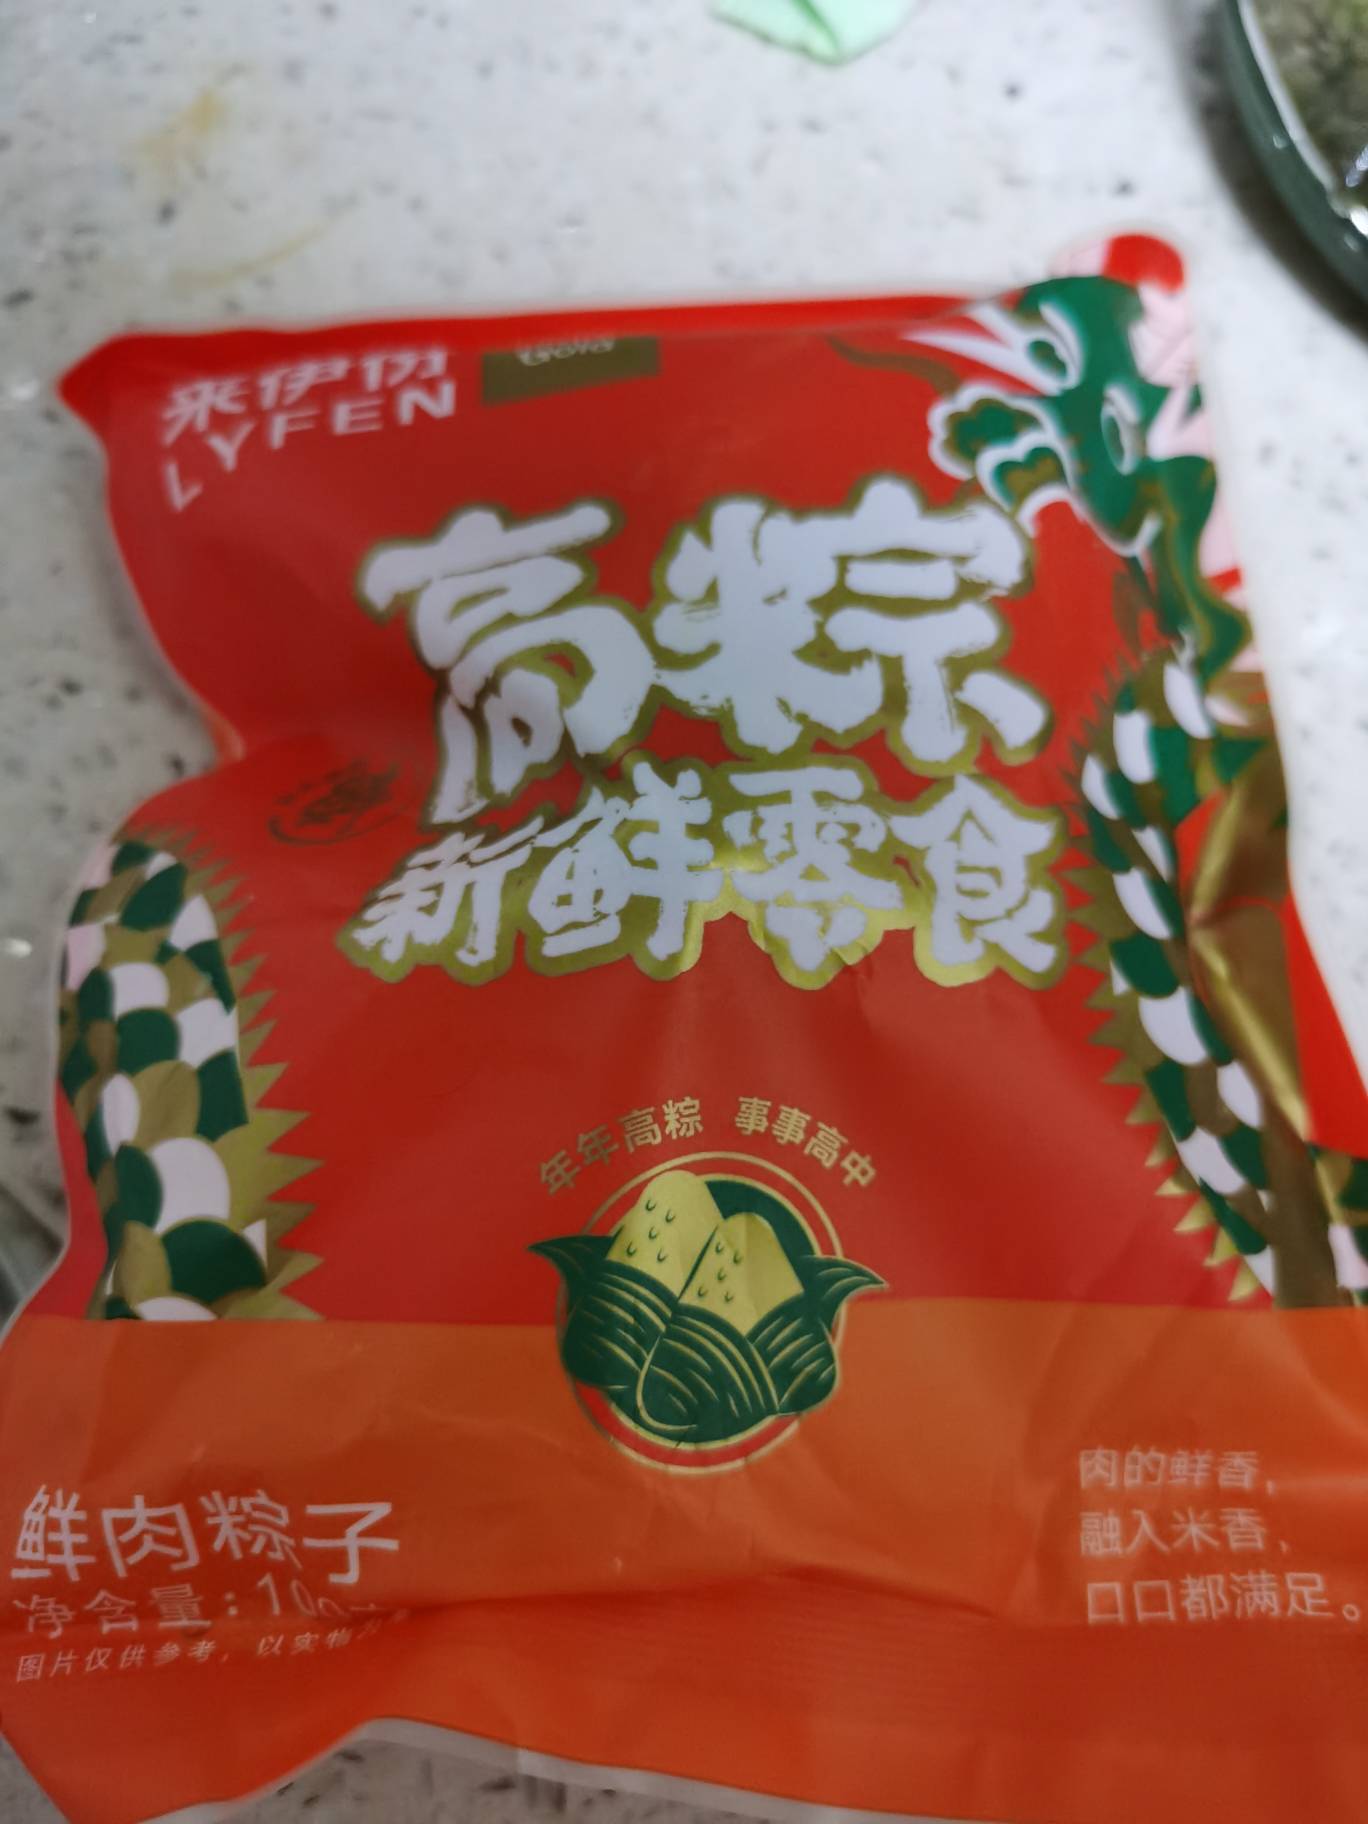 来伊份
LYFEN
高粽
新鲜零食
年年高粽 事事高中
鲜肉粽子
净含量:100
图片仅供参考,以实物
肉的鲜香,
融入米香,
口口都满足。